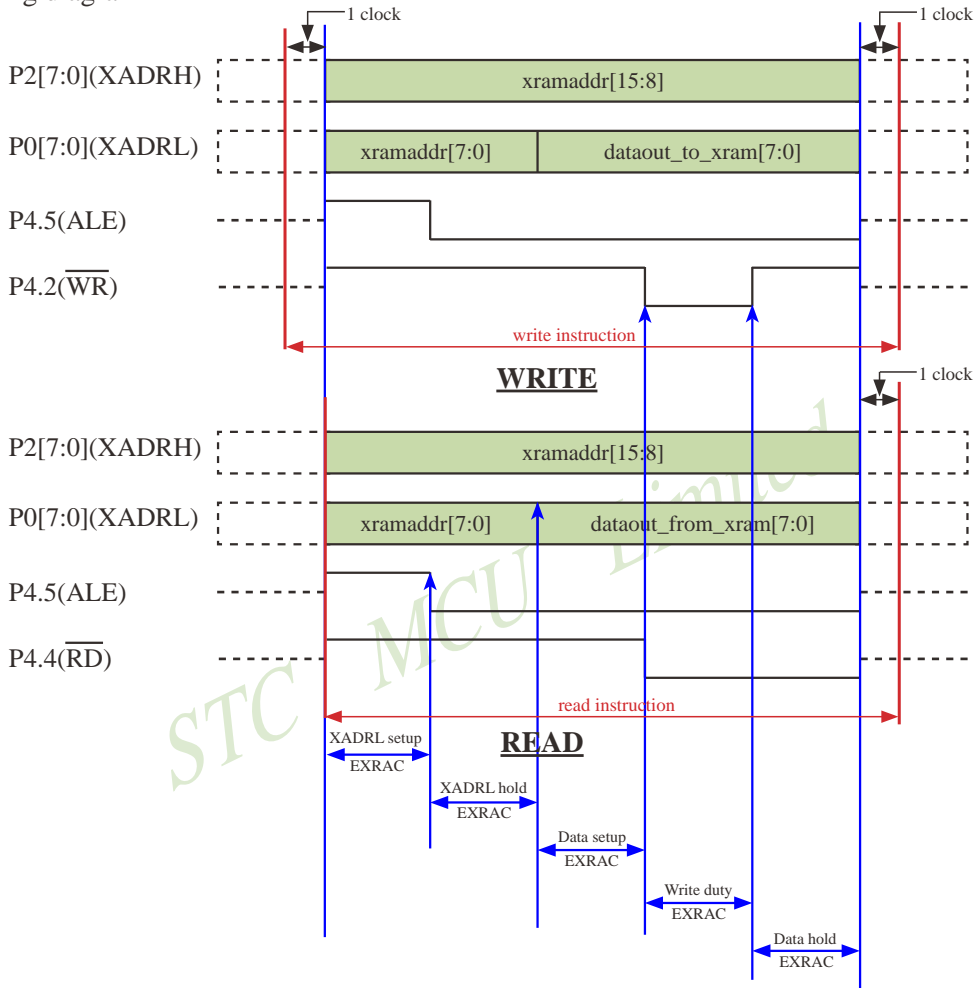 1 clock
1 clock
P2[7:0](XADRH)
xramaddr[15:8]
P0[7:0](XADRL)
xramaddr[7:0]
dataout_to_xram[7:0]
P4.5(ALE)
P4.2(WR)
write instruction
WRITE
1 clock
P2[7:0](XADRH)
xramaddr[15:8]
P0[7:0](XADRL)
xramaddr[7:0]
dataout_from_xram[7:0]
P4.5(ALE)
P4.4(RD)
STC MCU Limited
read instruction
READ
XADRL setup
EXRAC
XADRL hold
EXRAC
Data setup
EXRAC
Write duty
EXRAC
Data hold
EXRAC